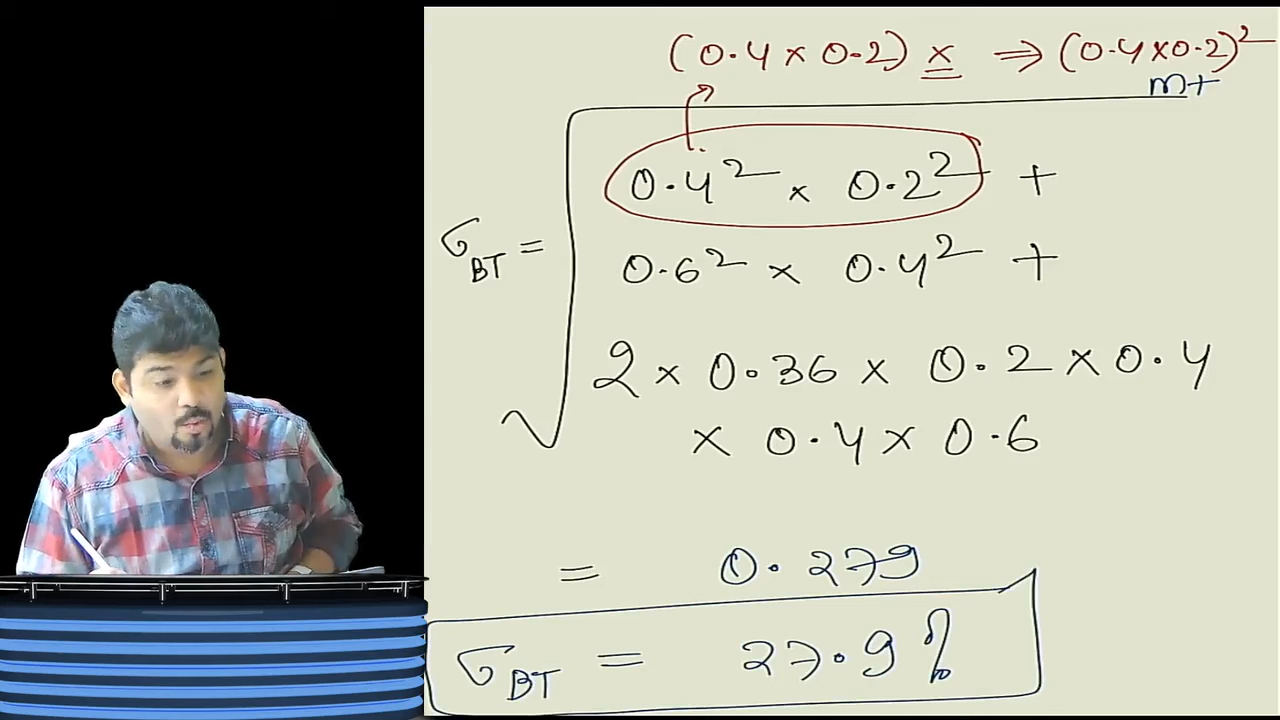 (0.4 × 0.2) × ⇒ (0.4×0.2)²
m+
0.4² × 0.2² +
σBT =
0.6² × 0.4² +
2 × 0.36 × 0.2 × 0.4
× 0.4 × 0.6
= 0.279
σBT = 27.9%